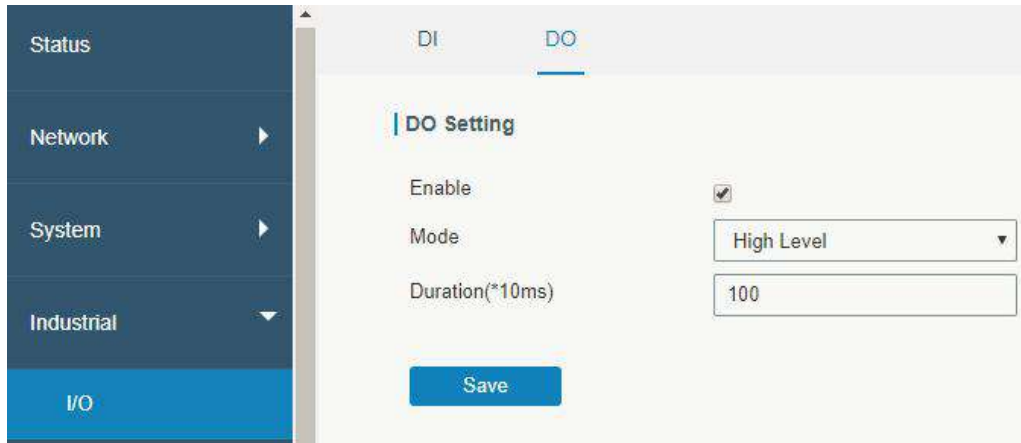 Status
Network
System
Industrial
I/O
DI DO
DO Setting
Enable
Mode High Level
Duration(*10ms) 100
Save